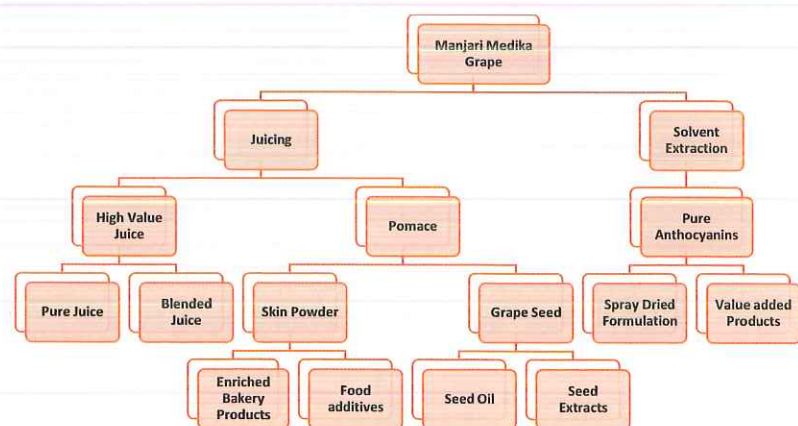 Manjari Medika
Grape
Juicing
Solvent
Extraction
High Value
Juice
Pomace
Pure
Anthocyanins
Pure Juice
Blended
Juice
Skin Powder
Grape Seed
Spray Dried
Formulation
Value added
Products
Enriched
Bakery
Products
Food
additives
Seed Oil
Seed
Extracts